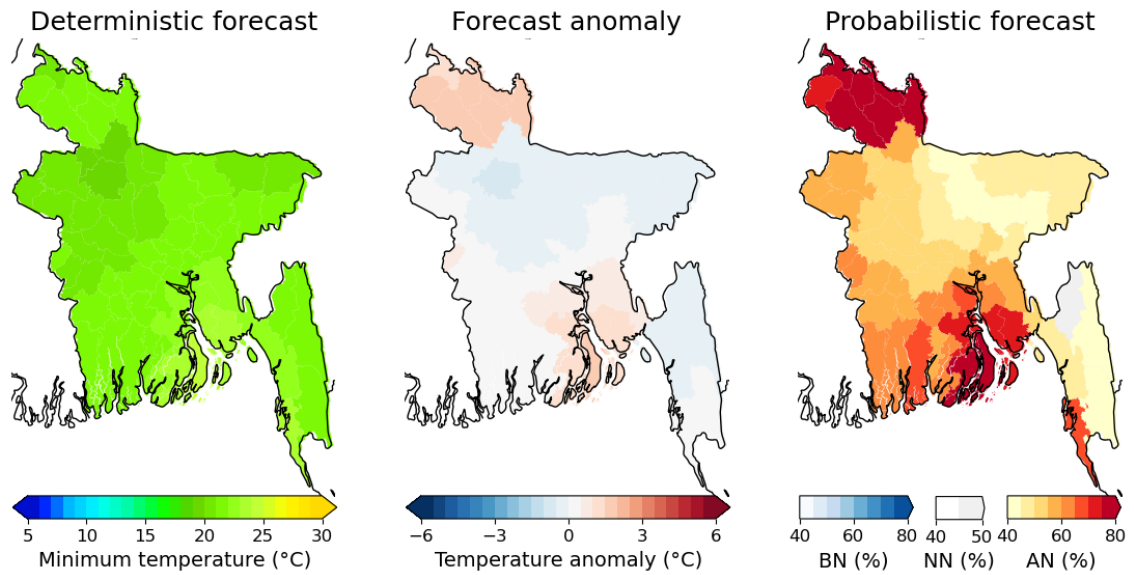 Deterministic forecast
Forecast anomaly
Probabilistic forecast
5 10 15 20 25 30
Minimum temperature (°C)
−6 −3 0 3 6
Temperature anomaly (°C)
40 60 80
BN (%)
40 50
NN (%)
40 60 80
AN (%)